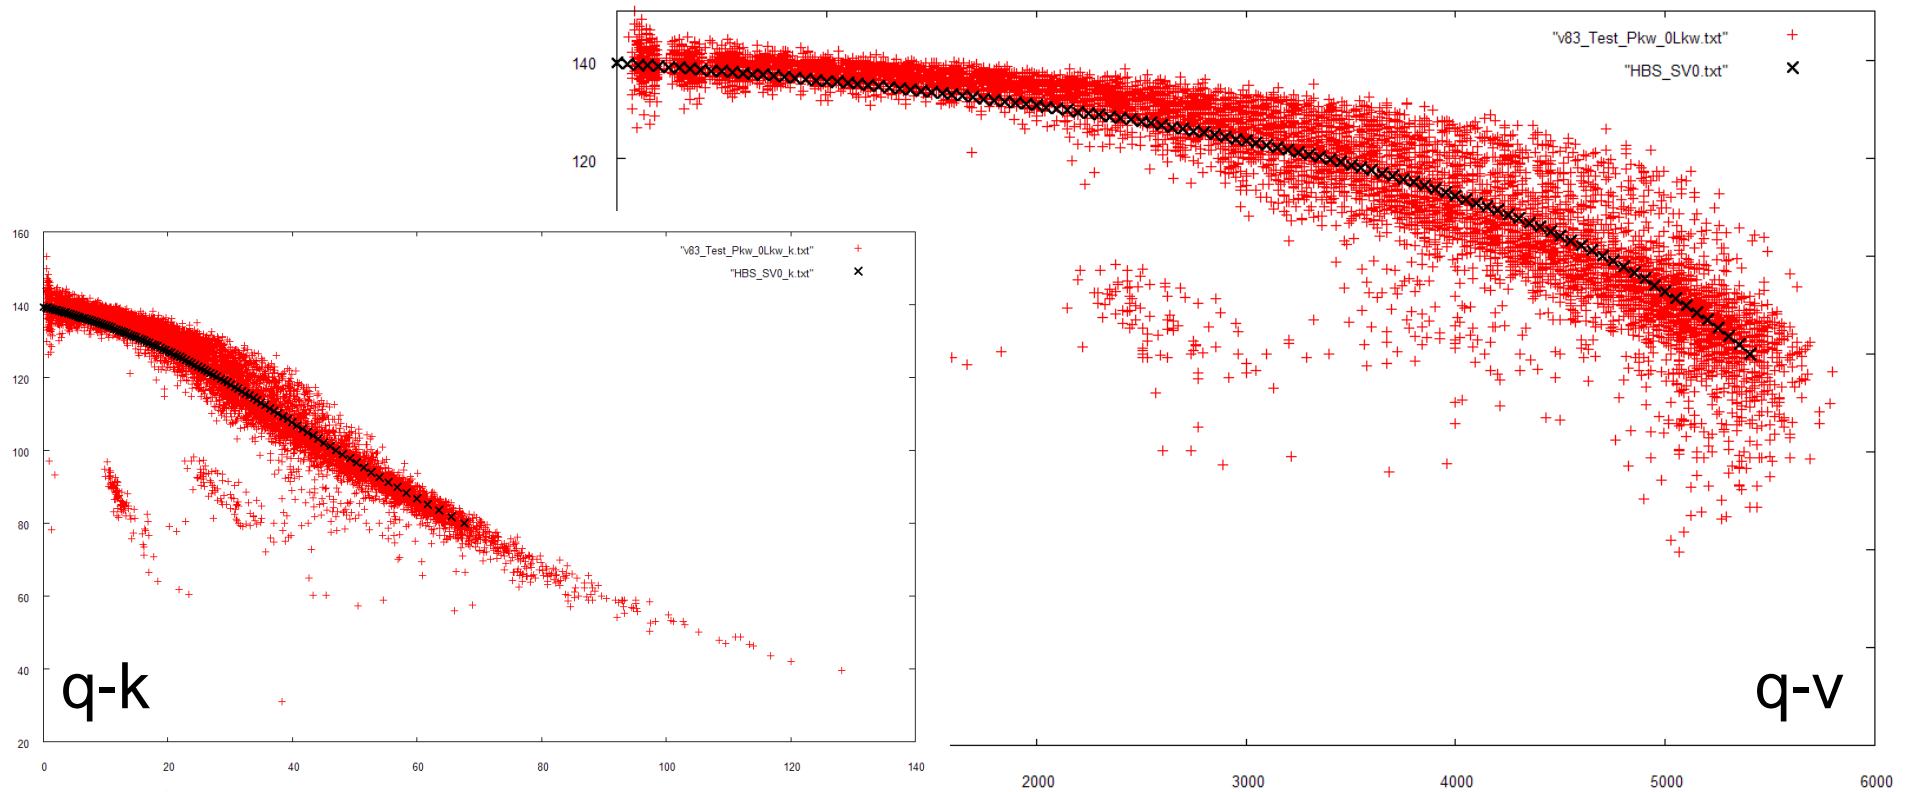 "v83_Test_Pkw_0Lkw.txt"
"HBS_SV0.txt"
140
120
160
140
120
100
80
60
40
20
"v83_Test_Pkw_0Lkw_k.txt"
"HBS_SV0_k.txt"
q-k
q-v
0 20 40 60 80 100 120 140
2000 3000 4000 5000 6000